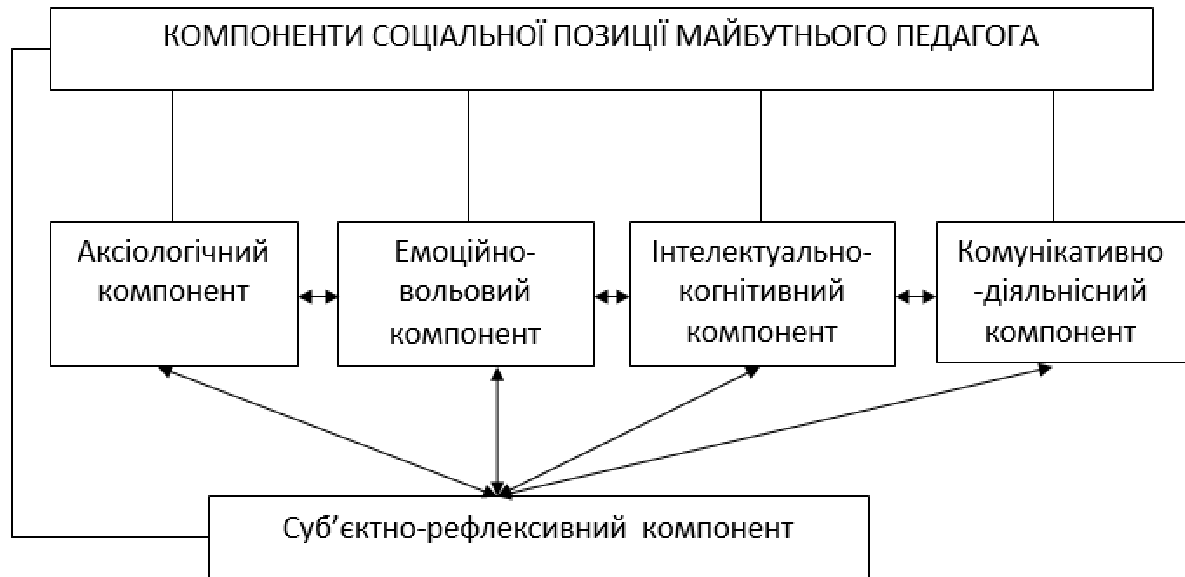 КОМПОНЕНТИ СОЦІАЛЬНОЇ ПОЗИЦІЇ МАЙБУТНЬОГО ПЕДАГОГА
Аксіологічний
компонент
Емоційно-
вольовий
компонент
Інтелектуально-
когнітивний
компонент
Комунікативно
-діяльнісний
компонент
Суб’єктно-рефлексивний компонент